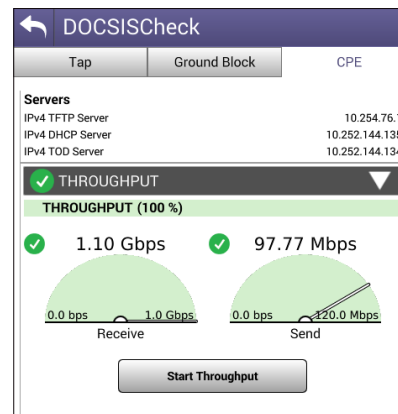 DOCSISCheck
Tap Ground Block CPE
Servers
IPv4 TFTP Server 10.254.76.
IPv4 DHCP Server 10.252.144.135
IPv4 TOD Server 10.252.144.134
THROUGHPUT
THROUGHPUT (100 %)
1.10 Gbps 97.77 Mbps
0.0 bps 1.0 Gbps 0.0 bps 120.0 Mbps
Receive Send
Start Throughput